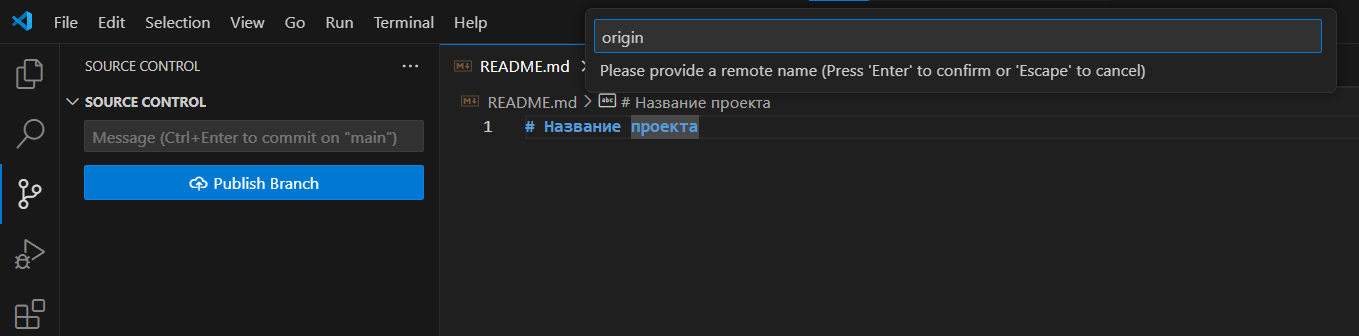 File Edit Selection View Go Run Terminal Help
origin
Please provide a remote name (Press 'Enter' to confirm or 'Escape' to cancel)
SOURCE CONTROL
SOURCE CONTROL
Message (Ctrl+Enter to commit on "main")
Publish Branch
README.md
README.md > # Название проекта
1 # Название проекта